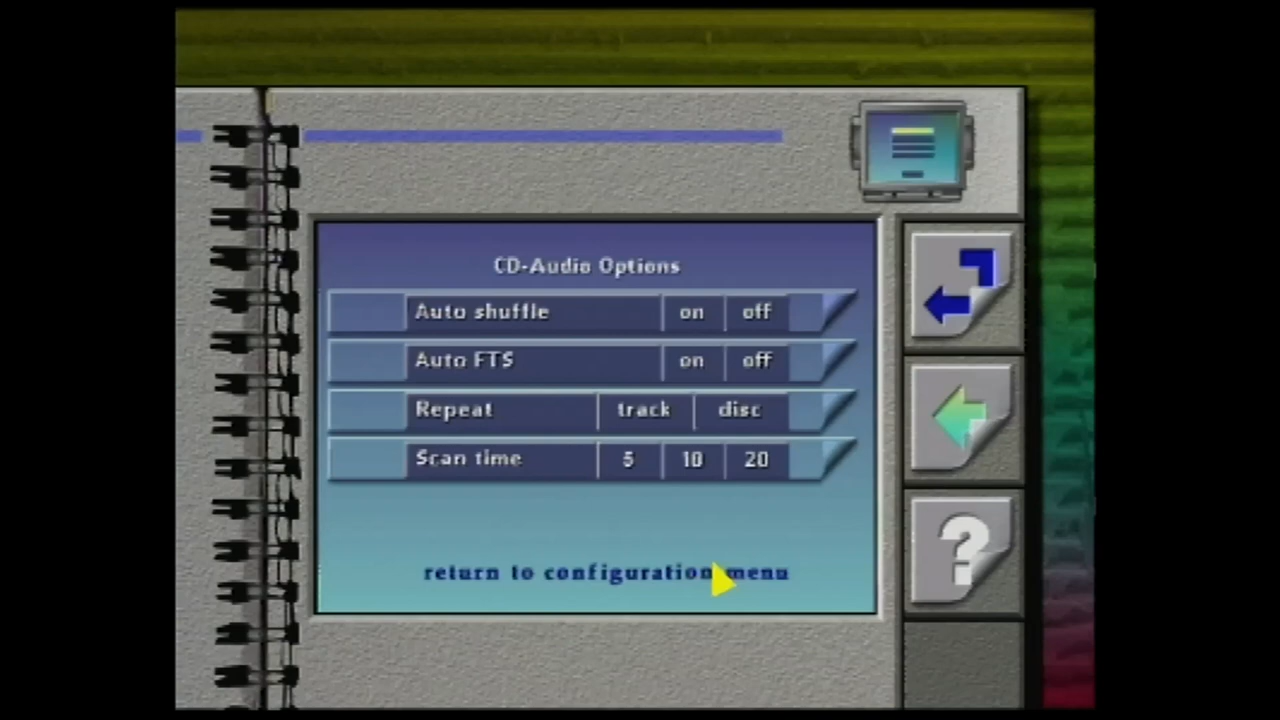 CD-Audio Options
Auto shuffle on off
Auto FTS on off
Repeat track disc
Scan time 5 10 20
return to configuration menu
?